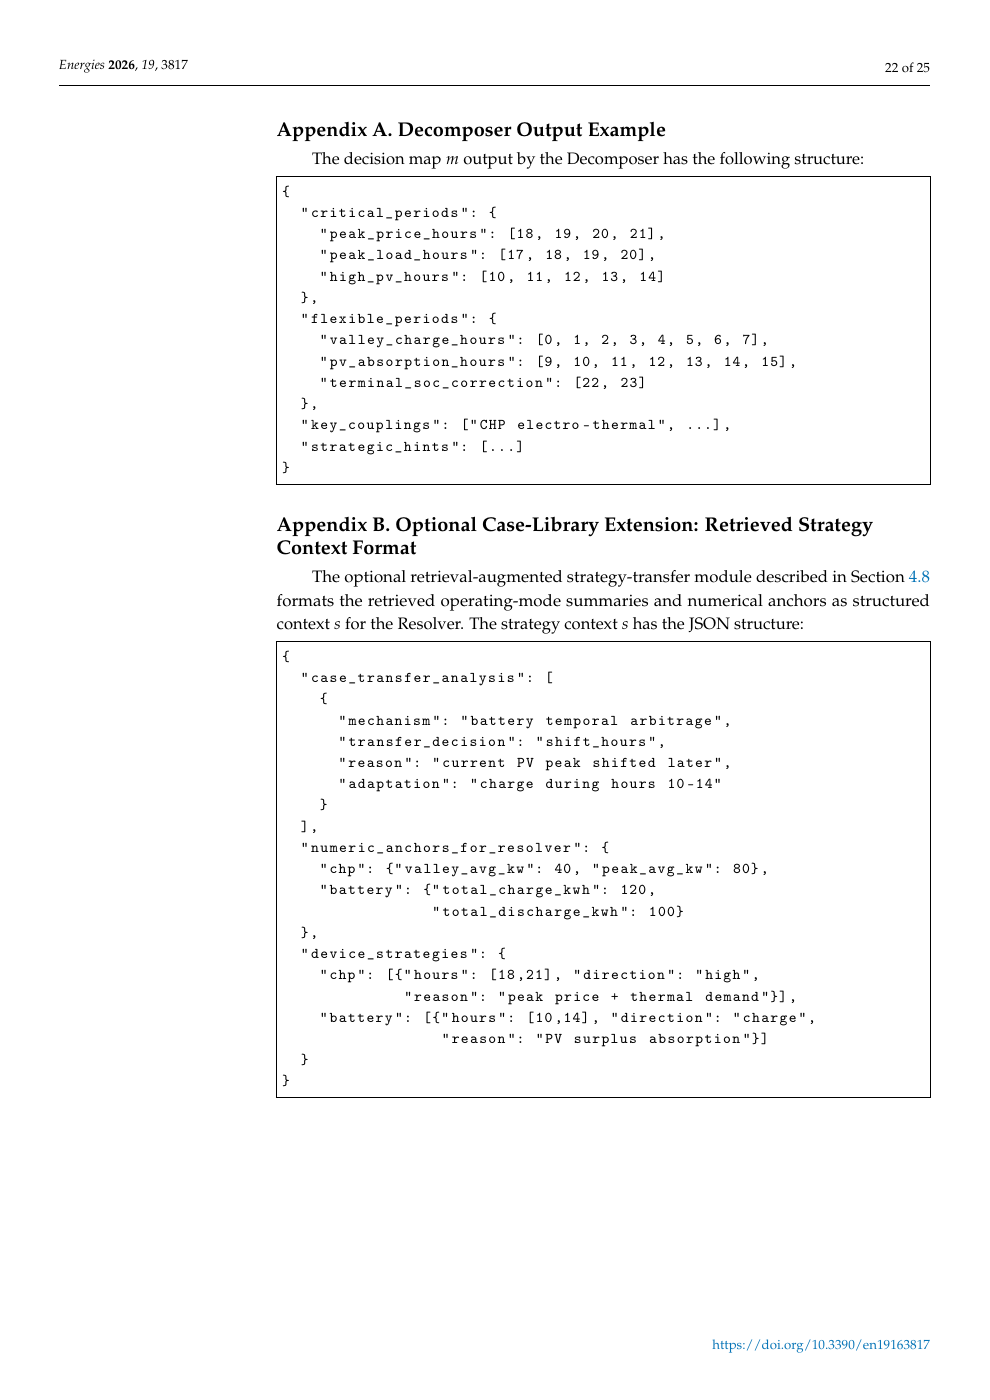 Energies 2026, 19, 3817
22 of 25
Appendix A. Decomposer Output Example
The decision map m output by the Decomposer has the following structure:
{
  "critical_periods": {
    "peak_price_hours": [18, 19, 20, 21],
    "peak_load_hours": [17, 18, 19, 20],
    "high_pv_hours": [10, 11, 12, 13, 14]
  },
  "flexible_periods": {
    "valley_charge_hours": [0, 1, 2, 3, 4, 5, 6, 7],
    "pv_absorption_hours": [9, 10, 11, 12, 13, 14, 15],
    "terminal_soc_correction": [22, 23]
  },
  "key_couplings": ["CHP electro-thermal", ...],
  "strategic_hints": [...]
}
Appendix B. Optional Case-Library Extension: Retrieved Strategy
Context Format
The optional retrieval-augmented strategy-transfer module described in Section 4.8
formats the retrieved operating-mode summaries and numerical anchors as structured
context s for the Resolver. The strategy context s has the JSON structure:
{
  "case_transfer_analysis": [
    {
      "mechanism": "battery temporal arbitrage",
      "transfer_decision": "shift_hours",
      "reason": "current PV peak shifted later",
      "adaptation": "charge during hours 10-14"
    }
  ],
  "numeric_anchors_for_resolver": {
    "chp": {"valley_avg_kw": 40, "peak_avg_kw": 80},
    "battery": {"total_charge_kwh": 120,
                "total_discharge_kwh": 100}
  },
  "device_strategies": {
    "chp": [{"hours": [18,21], "direction": "high",
             "reason": "peak price + thermal demand"}],
    "battery": [{"hours": [10,14], "direction": "charge",
                 "reason": "PV surplus absorption"}]
  }
}
https://doi.org/10.3390/en19163817